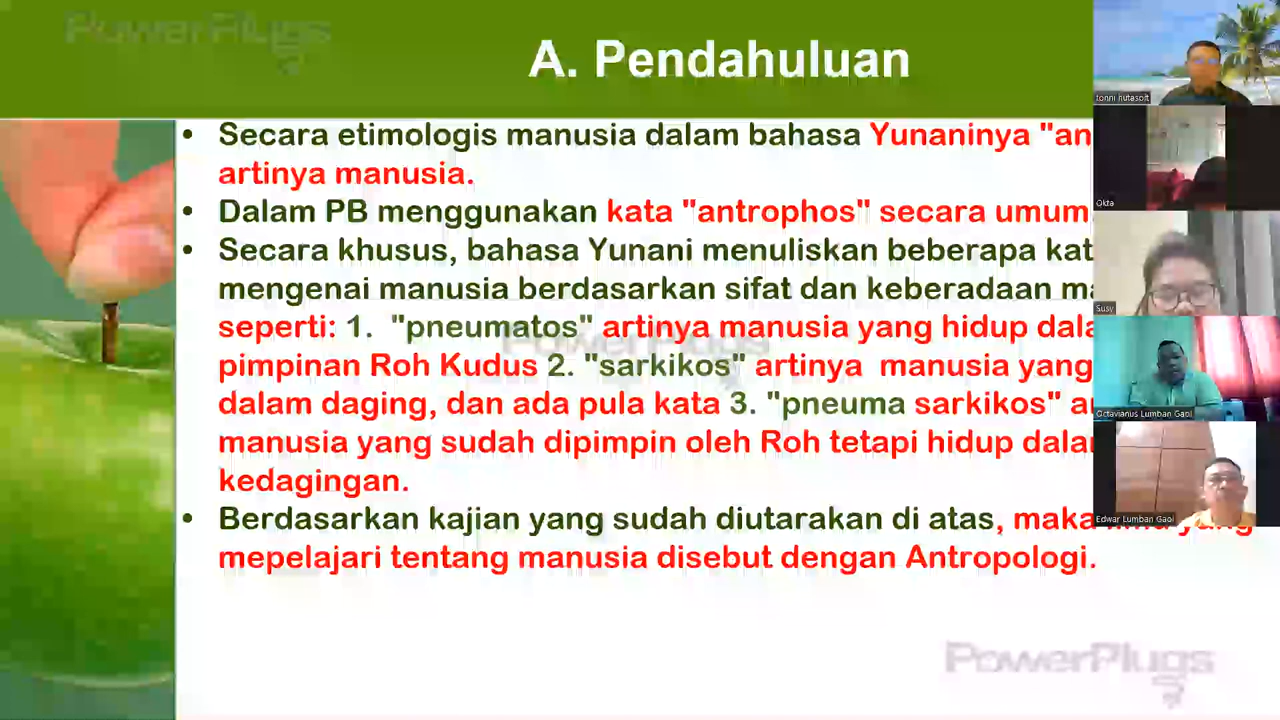 PowerPlugs
A. Pendahuluan
tonni hutasoit
• Secara etimologis manusia dalam bahasa Yunaninya "an
artinya manusia.
Okta
• Dalam PB menggunakan kata "antrophos" secara umum
• Secara khusus, bahasa Yunani menuliskan beberapa kat
mengenai manusia berdasarkan sifat dan keberadaan
Susy
seperti: 1. "pneumatos" artinya manusia yang hidup
PowerPlugs
pimpinan Roh Kudus 2. "sarkikos" artinya manusia yang
dalam daging, dan ada pula kata 3. "pneuma sarkikos"
Octavianus Lumban Gaol
manusia yang sudah dipimpin oleh Roh tetapi hidup
kedagingan.
• Berdasarkan kajian yang sudah diutarakan di atas, maka yang
Edwar Lumban Gaol
mepelajari tentang manusia disebut dengan Antropologi.
PowerPlugs